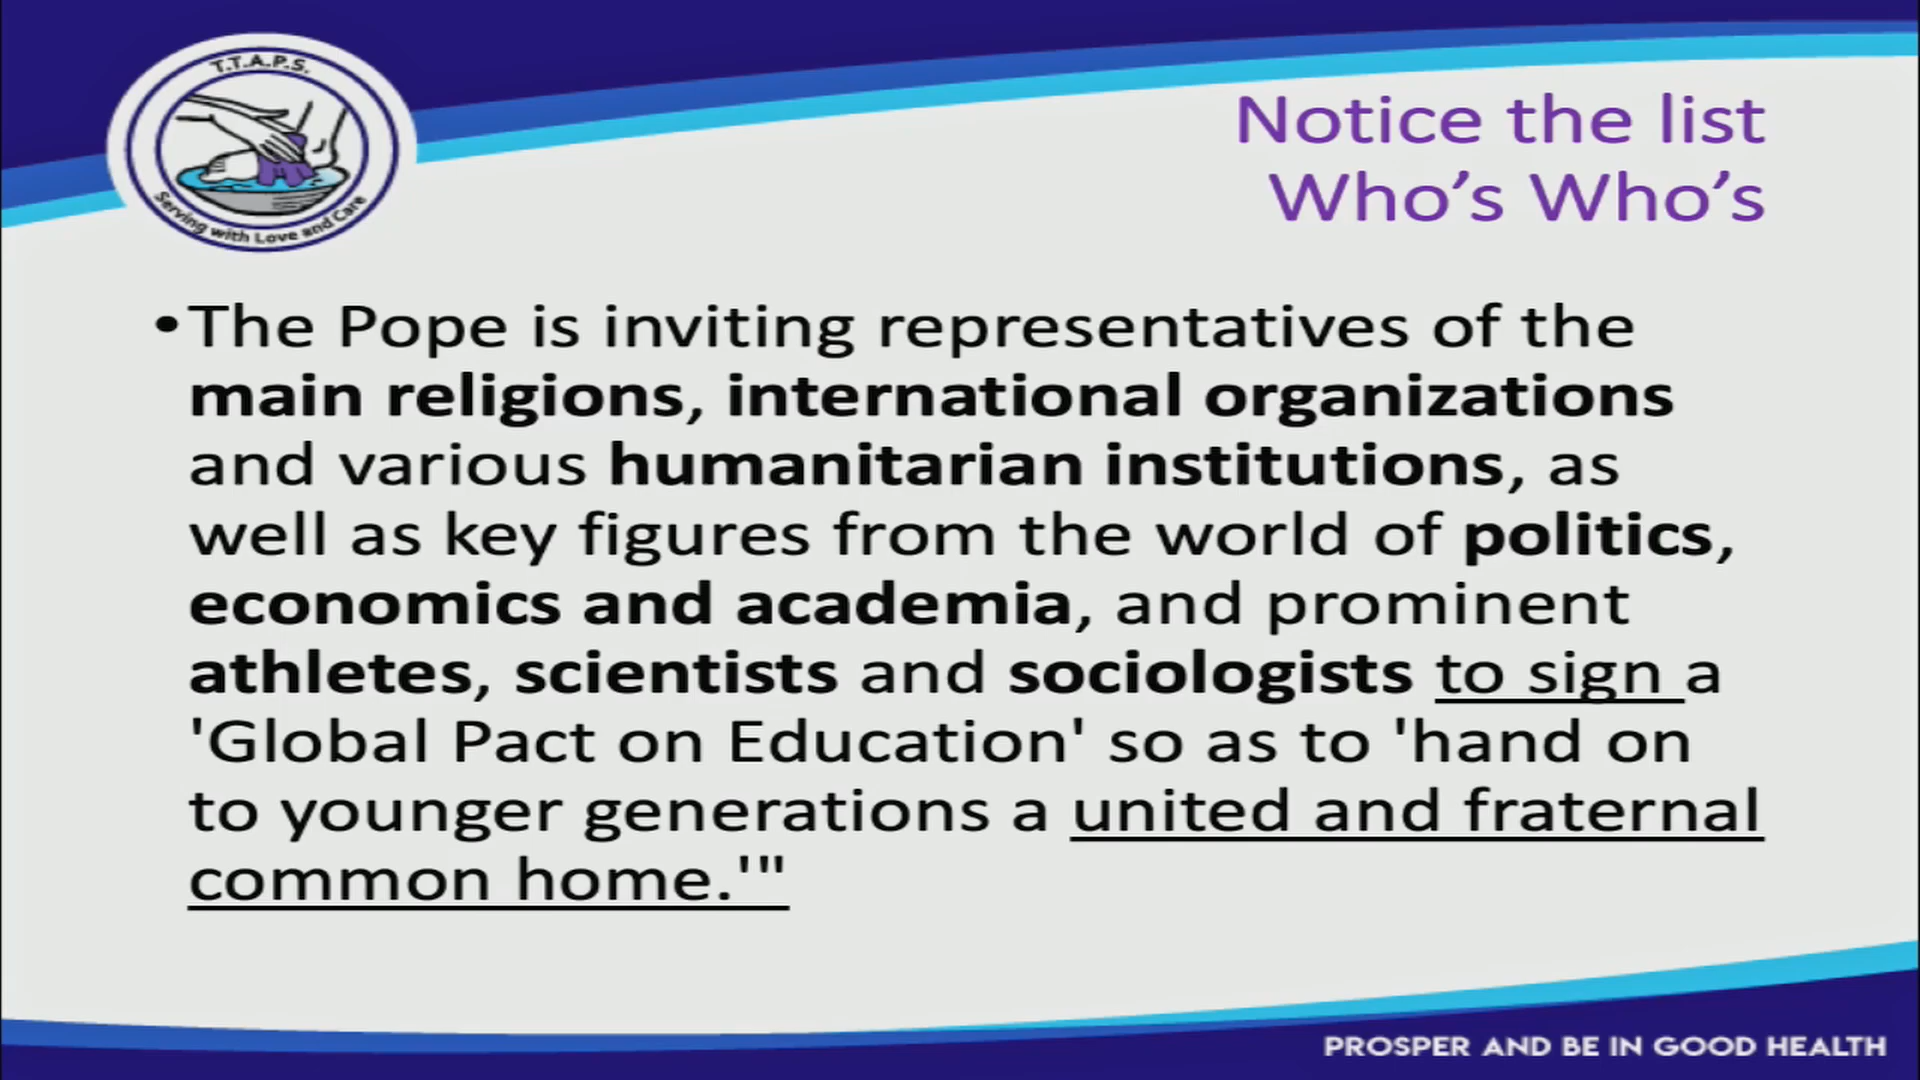 T.T.A.P.S.
Serving with Love and Care
Notice the list
Who’s Who’s
•The Pope is inviting representatives of the
main religions, international organizations
and various humanitarian institutions, as
well as key figures from the world of politics,
economics and academia, and prominent
athletes, scientists and sociologists to sign a
'Global Pact on Education' so as to 'hand on
to younger generations a united and fraternal
common home.'"
PROSPER AND BE IN GOOD HEALTH